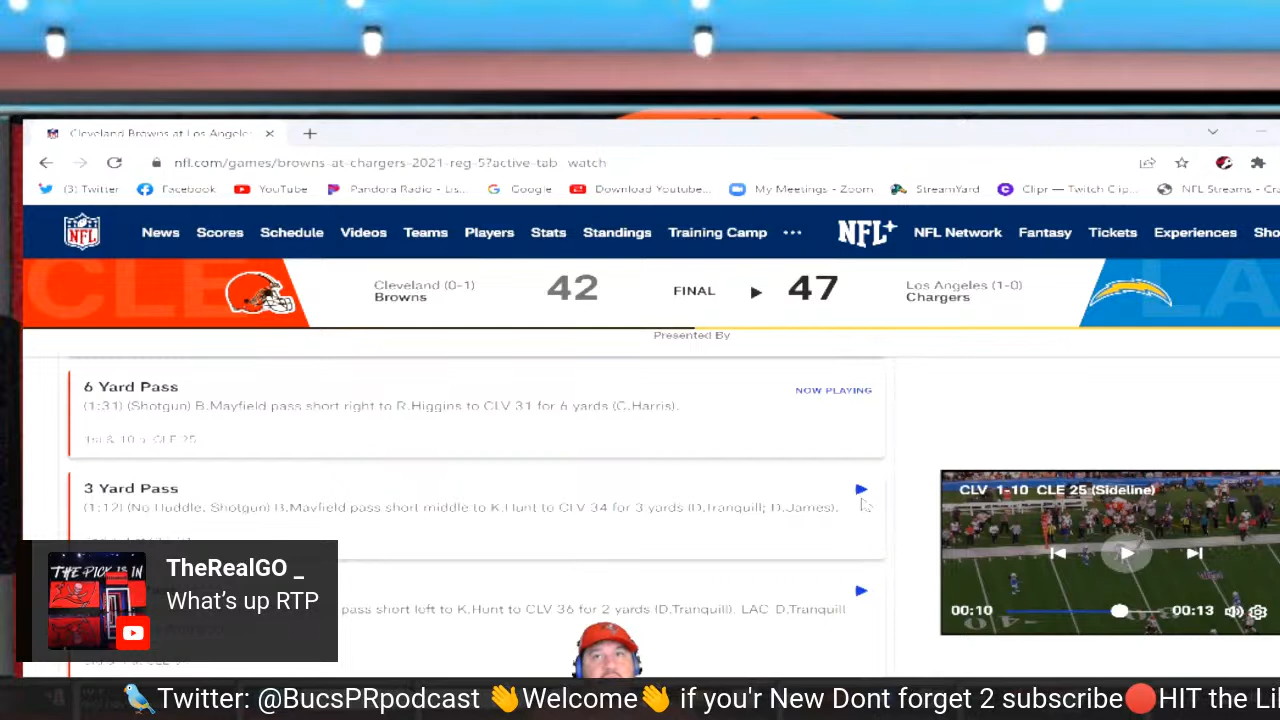 Cleveland Browns at Los Angele
nfl.com/games/browns-at-chargers-2021-reg-5?active-tab watch
(3) Twitter Facebook YouTube Pandora Radio - Lis... Google Download Youtube... My Meetings - Zoom StreamYard Clipr — Twitch Clip... NFL Streams - Cr
NFL News Scores Schedule Videos Teams Players Stats Standings Training Camp ••• NFL+ NFL Network Fantasy Tickets Experiences Sho
CLE
Cleveland (0-1)
Browns
42
FINAL
47
Los Angeles (1-0)
Chargers
LA
Presented By
6 Yard Pass
NOW PLAYING
(1:31) (Shotgun) B.Mayfield pass short right to R.Higgins to CLV 31 for 6 yards (C.Harris).
3 Yard Pass
(1:12) (No Huddle, Shotgun) B.Mayfield pass short middle to K.Hunt to CLV 34 for 3 yards (D.Tranquill; D.James).
pass short left to K.Hunt to CLV 36 for 2 yards (D.Tranquill). LAC D.Tranquill
CLV 1-10 CLE 25 (Sideline)
00:10
00:13
THE PICK IS IN
TheRealGO _
What's up RTP
Twitter: @BucsPRpodcast 👋Welcome👋 if you'r New Dont forget 2 subscribe🔴HIT the Li